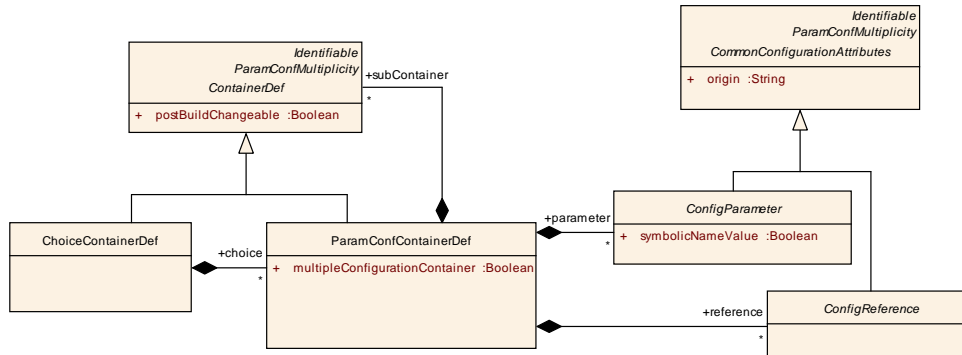 Identifiable
ParamConfMultiplicity
CommonConfigurationAttributes
+ origin :String
Identifiable
ParamConfMultiplicity
ContainerDef
+ postBuildChangeable :Boolean
+subContainer
*
ConfigParameter
+ symbolicNameValue :Boolean
+parameter
*
ChoiceContainerDef
+choice
*
ParamConfContainerDef
+ multipleConfigurationContainer :Boolean
+reference
*
ConfigReference